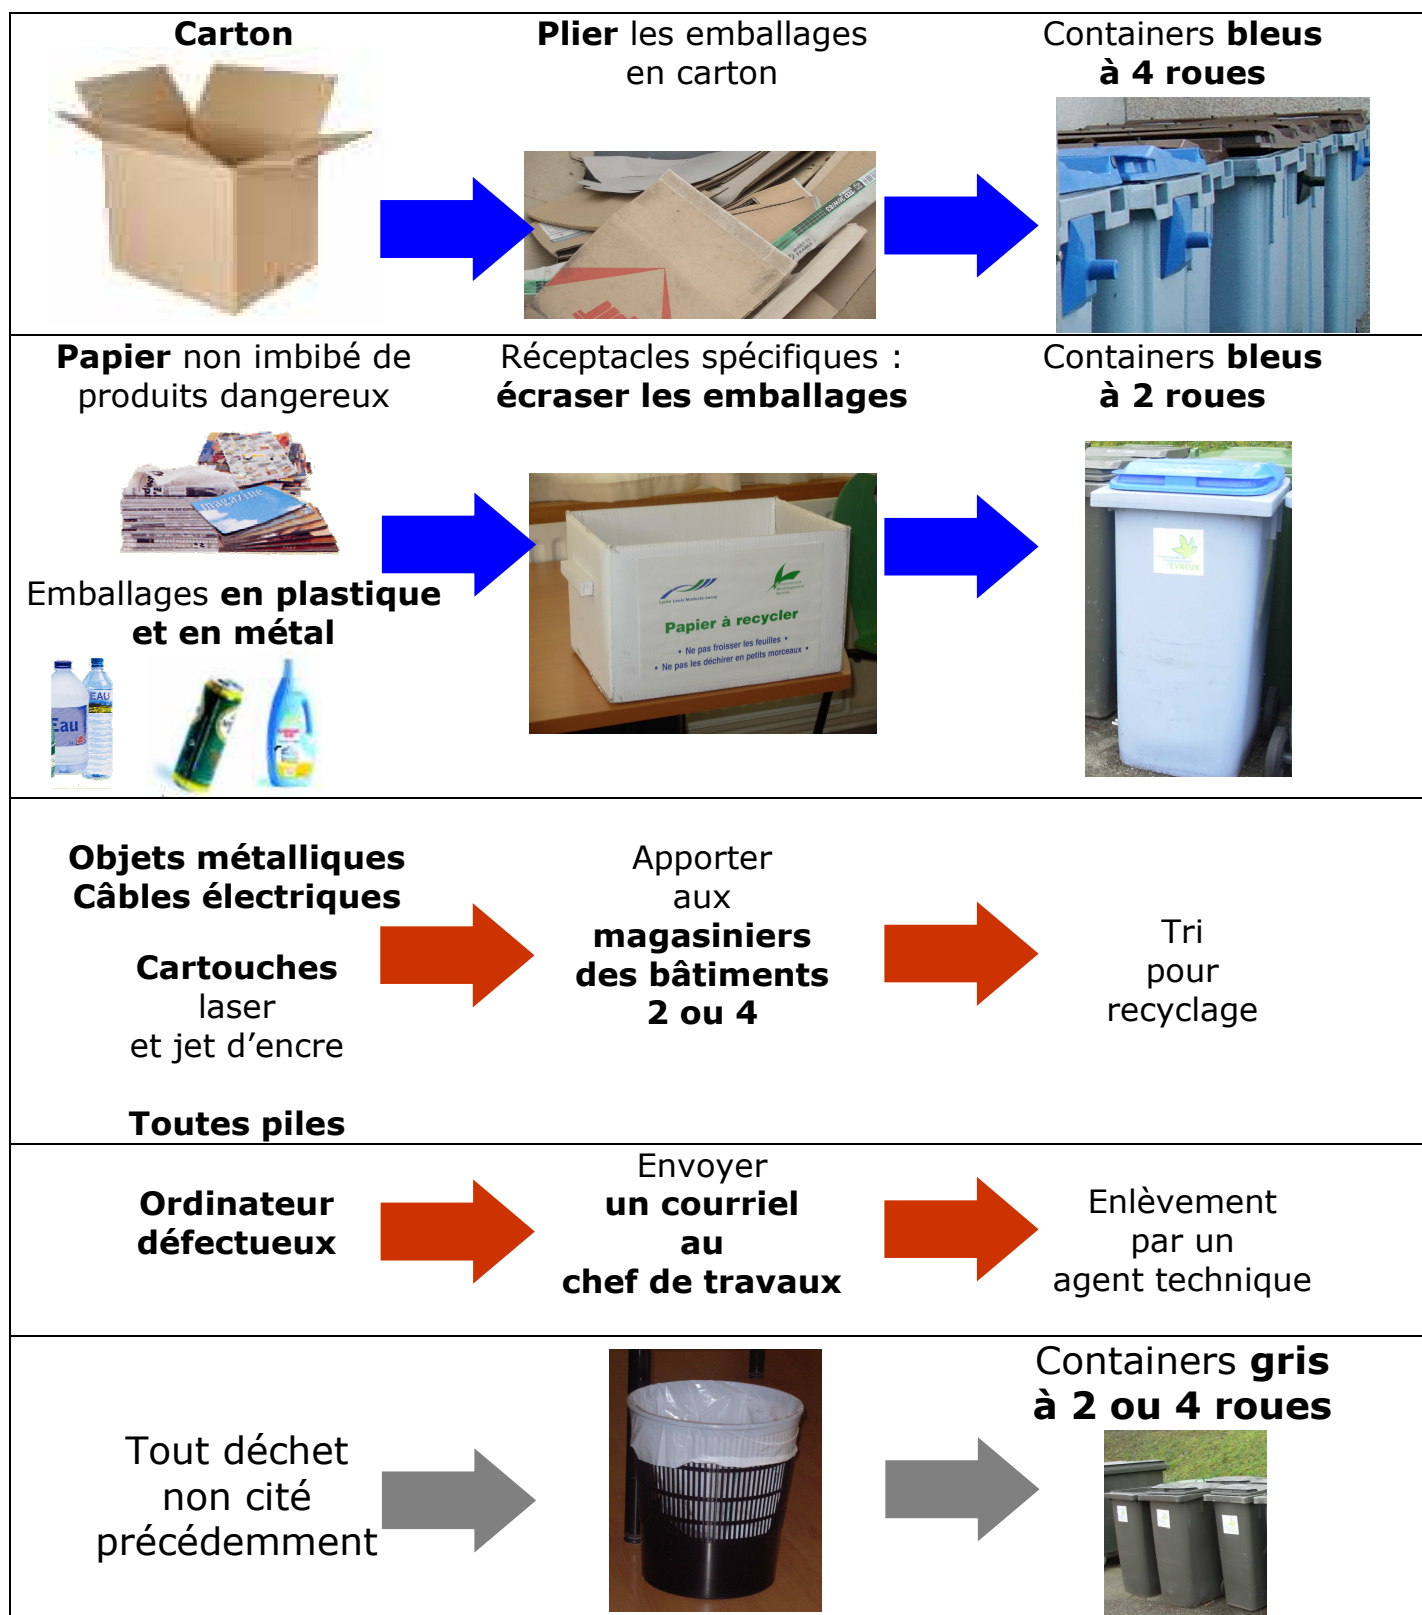 Carton
Plier les emballages
en carton
Containers bleus
à 4 roues
Papier non imbibé de
produits dangereux
magazine
Emballages en plastique
et en métal
Eau
EAU
Réceptacles spécifiques :
écraser les emballages
Papier à recycler
• Ne pas froisser les feuilles •
• Ne pas les déchirer en petits morceaux •
Containers bleus
à 2 roues
EVREUX
Objets métalliques
Câbles électriques
Cartouches
laser
et jet d’encre
Toutes piles
Apporter
aux
magasiniers
des bâtiments
2 ou 4
Tri
pour
recyclage
Ordinateur
défectueux
Envoyer
un courriel
au
chef de travaux
Enlèvement
par un
agent technique
Tout déchet
non cité
précédemment
Containers gris
à 2 ou 4 roues